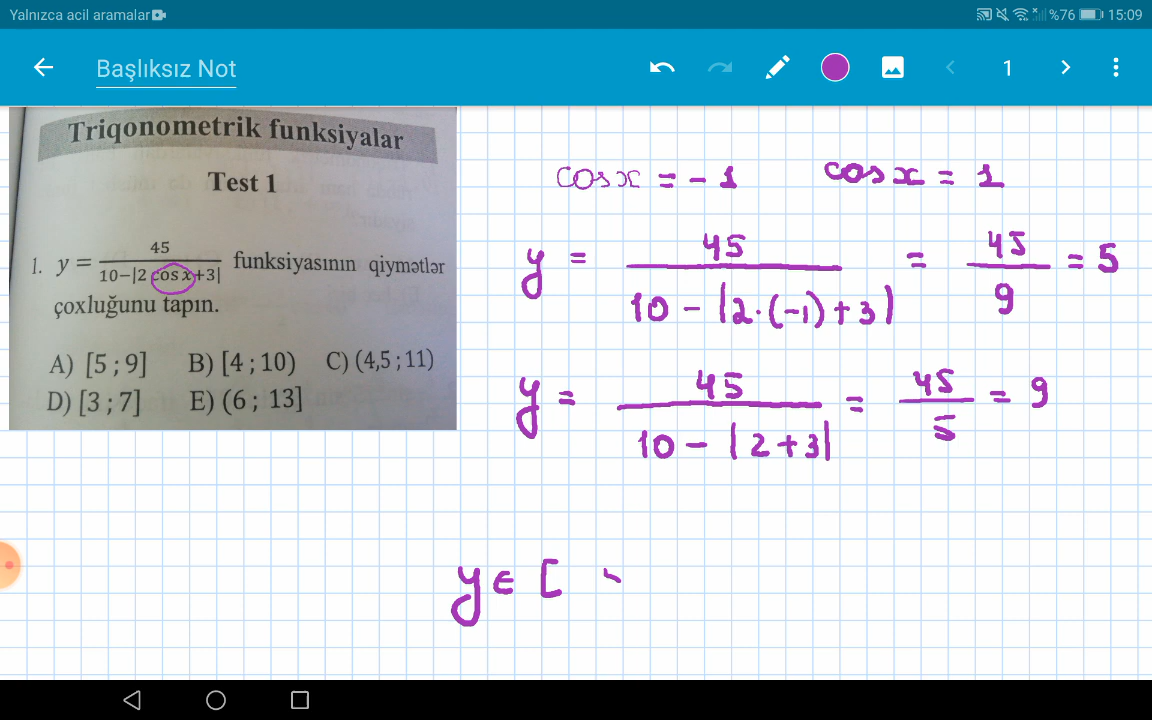 Yalnızca acil aramalar
%76 15:09
Başlıksız Not
1
Triqonometrik funksiyalar
Test 1
1. y = 45 / 10−|2 cos x+3| funksiyasının qiymətlər
çoxluğunu tapın.
A) [5 ; 9] B) [4 ; 10) C) (4,5 ; 11)
D) [3 ; 7] E) (6 ; 13]
cos x = - 1 cos x = 1
y = 45 / 10 - |2·(-1)+3| = 45 / 9 = 5
y = 45 / 10 - |2+3| = 45 / 5 = 9
y ∈ [